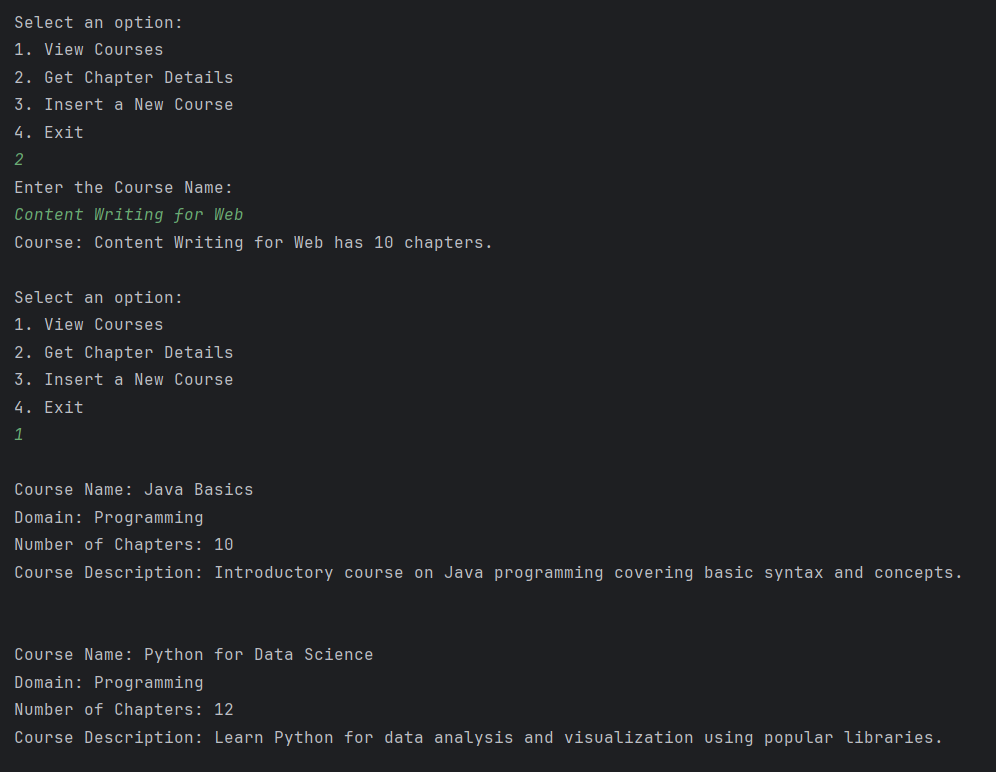 Select an option:
1. View Courses
2. Get Chapter Details
3. Insert a New Course
4. Exit
2
Enter the Course Name:
Content Writing for Web
Course: Content Writing for Web has 10 chapters.
Select an option:
1. View Courses
2. Get Chapter Details
3. Insert a New Course
4. Exit
1
Course Name: Java Basics
Domain: Programming
Number of Chapters: 10
Course Description: Introductory course on Java programming covering basic syntax and concepts.
Course Name: Python for Data Science
Domain: Programming
Number of Chapters: 12
Course Description: Learn Python for data analysis and visualization using popular libraries.